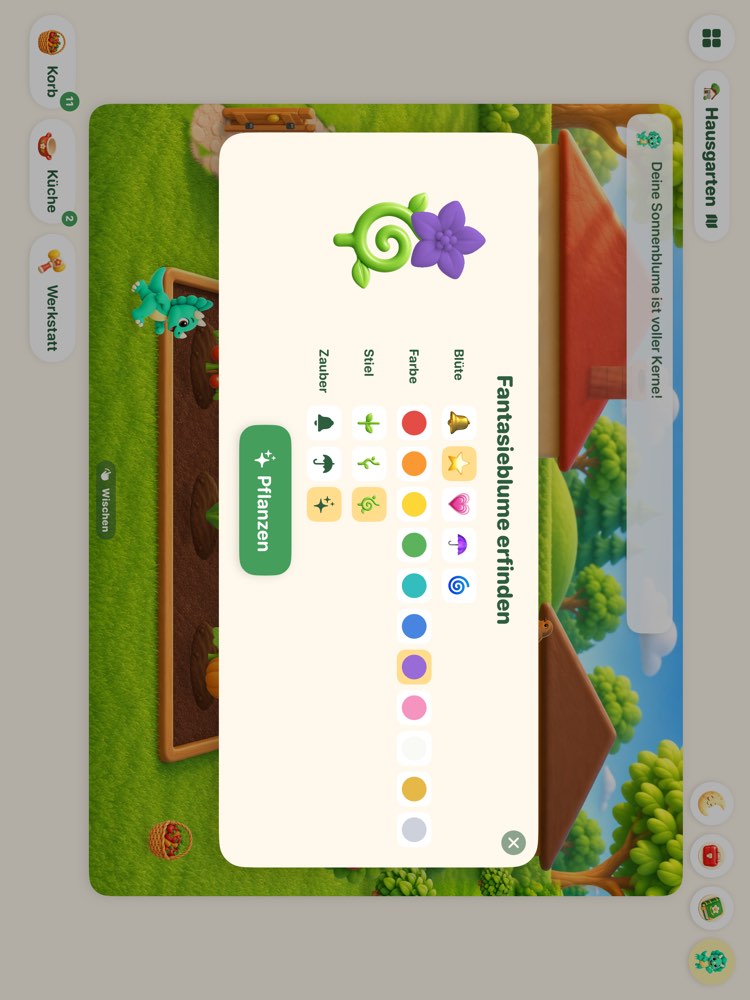 Hausgarten
Deine Sonnenblume ist voller Kerne!
Fantasieblume erfinden
Blüte
Farbe
Stiel
Zauber
Pflanzen
Wischen
Korb
11
Küche
2
Werkstatt